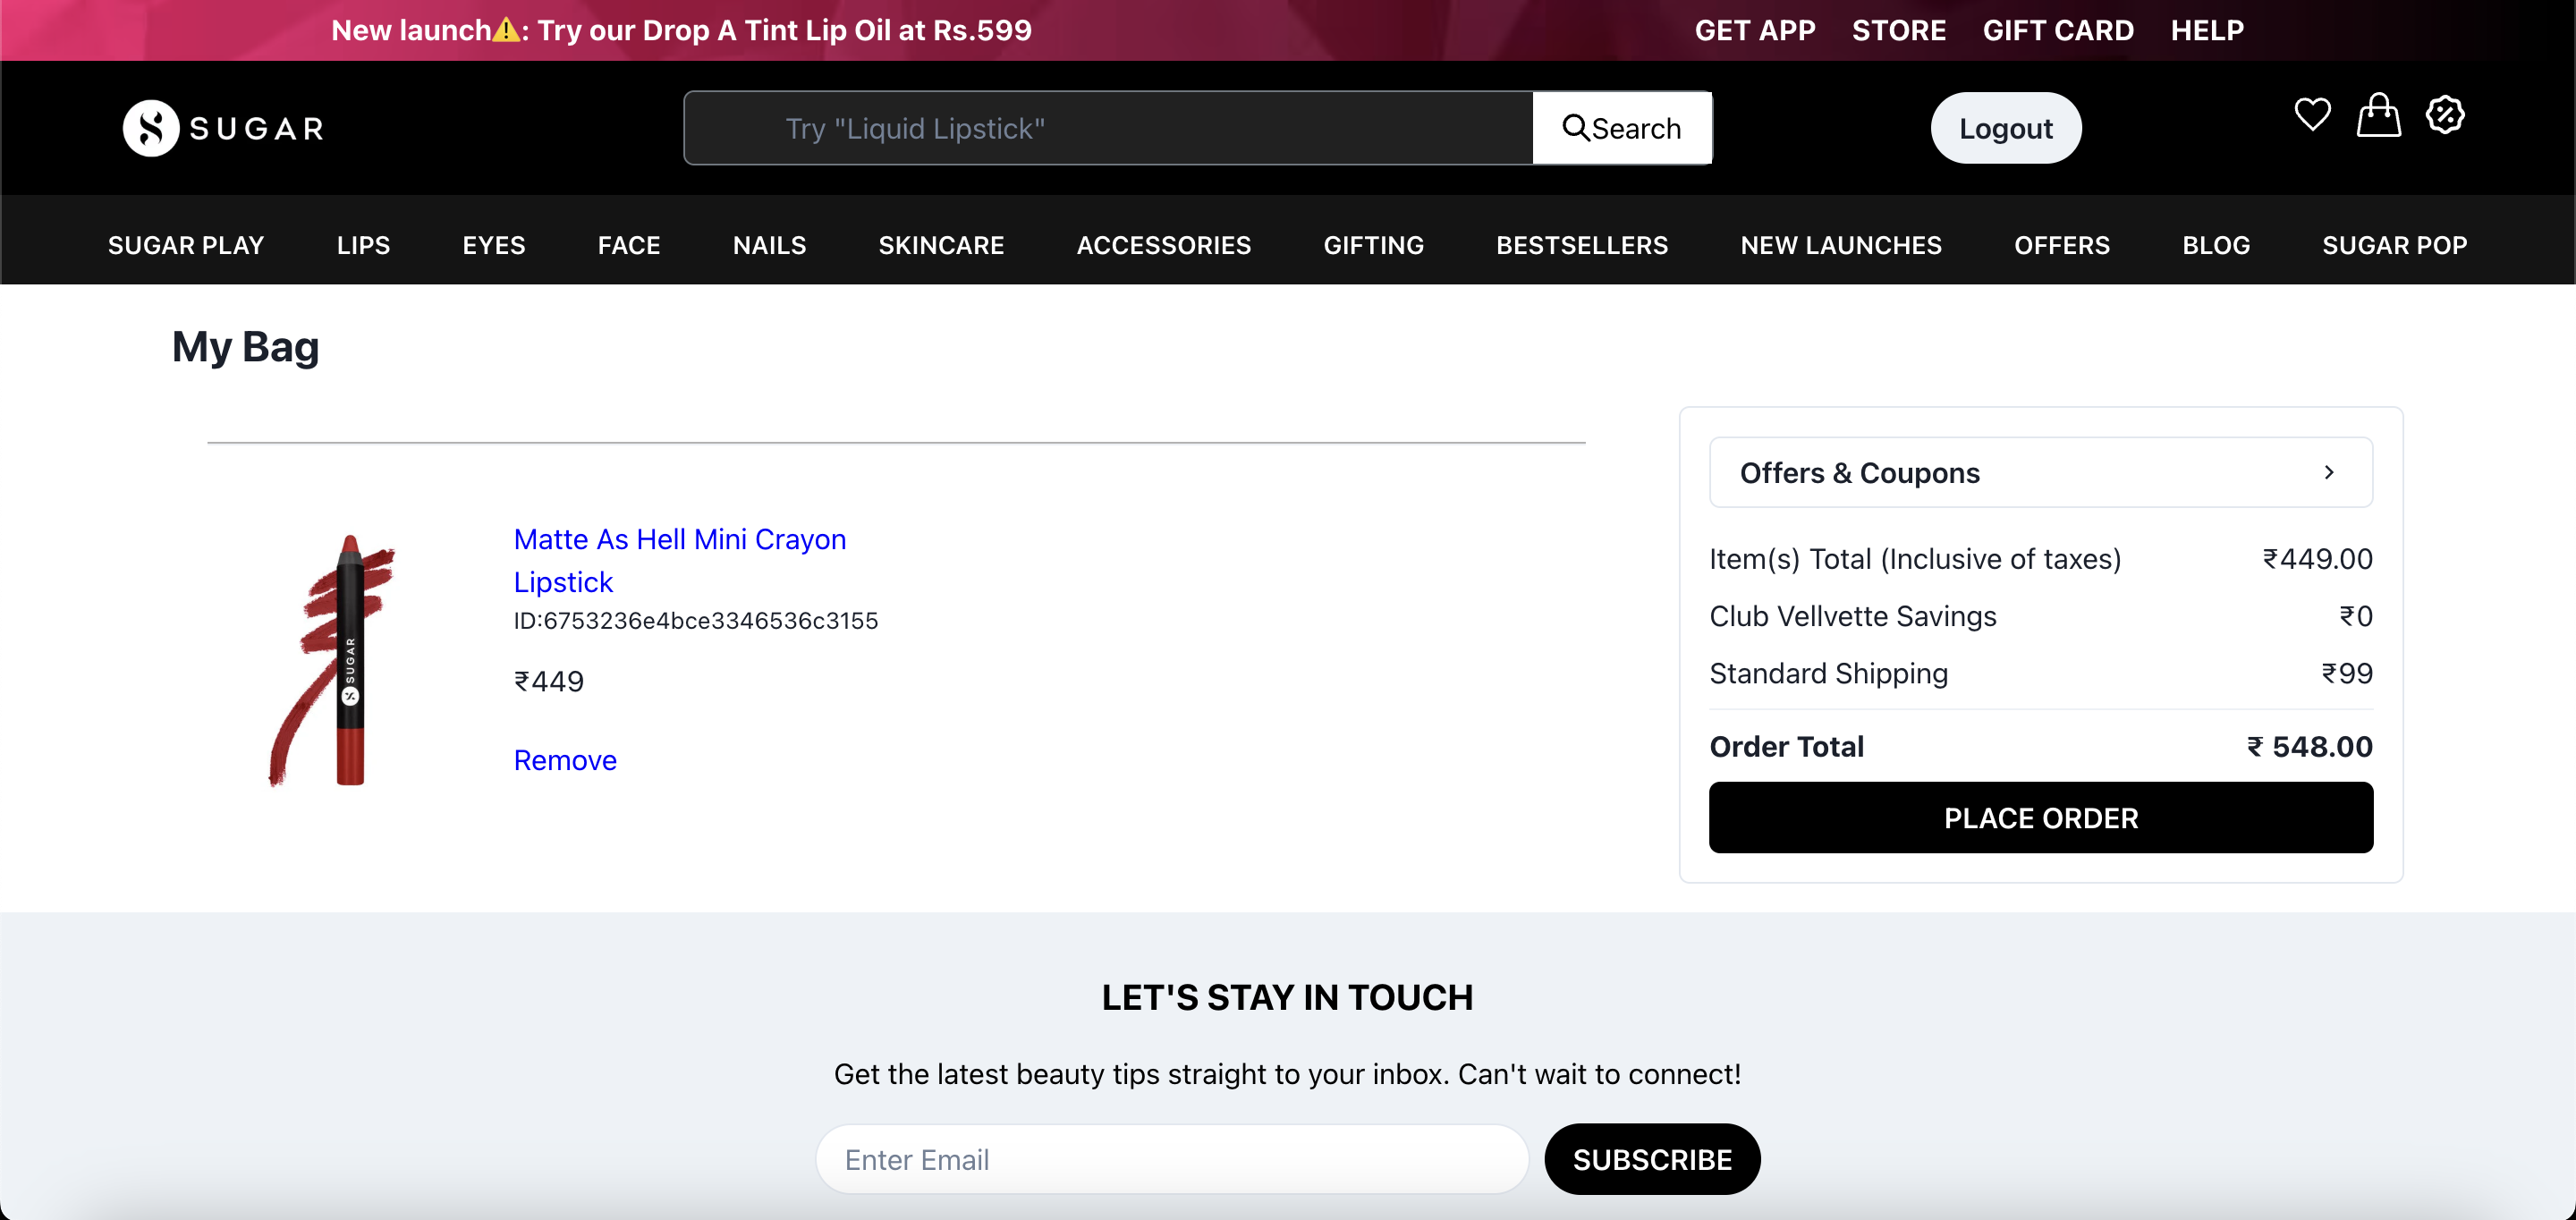 New launch⚠️: Try our Drop A Tint Lip Oil at Rs.599
GET APP STORE GIFT CARD HELP
SUGAR
Try "Liquid Lipstick"
Search
Logout
SUGAR PLAY LIPS EYES FACE NAILS SKINCARE ACCESSORIES GIFTING BESTSELLERS NEW LAUNCHES OFFERS BLOG SUGAR POP
My Bag
SUGAR
Matte As Hell Mini Crayon
Lipstick
ID:6753236e4bce3346536c3155
₹449
Remove
Offers & Coupons
Item(s) Total (Inclusive of taxes) ₹449.00
Club Vellvette Savings ₹0
Standard Shipping ₹99
Order Total ₹ 548.00
PLACE ORDER
LET'S STAY IN TOUCH
Get the latest beauty tips straight to your inbox. Can't wait to connect!
Enter Email
SUBSCRIBE